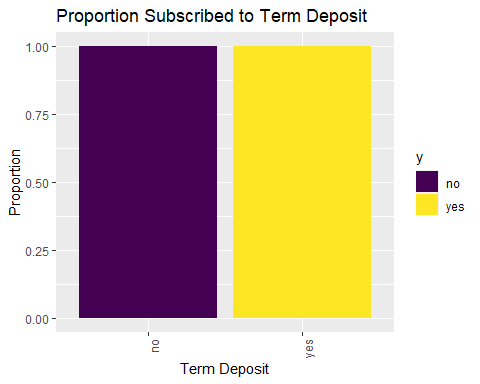 Proportion Subscribed to Term Deposit
1.00
0.75
0.50
0.25
0.00
Proportion
no
yes
Term Deposit
y
no
yes